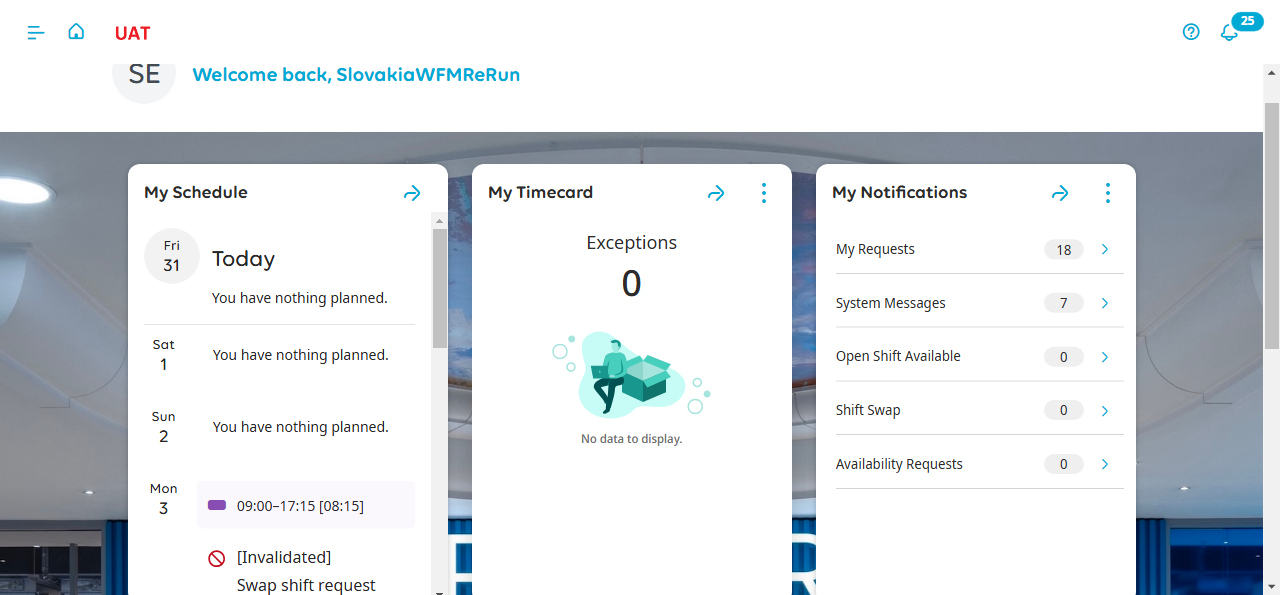 UAT
25
SE
Welcome back, SlovakiaWFMReRun
My Schedule
Fri
31
Today
You have nothing planned.
Sat
1
You have nothing planned.
Sun
2
You have nothing planned.
Mon
3
09:00–17:15 [08:15]
[Invalidated]
Swap shift request
My Timecard
Exceptions
0
No data to display.
My Notifications
My Requests 18
System Messages 7
Open Shift Available 0
Shift Swap 0
Availability Requests 0